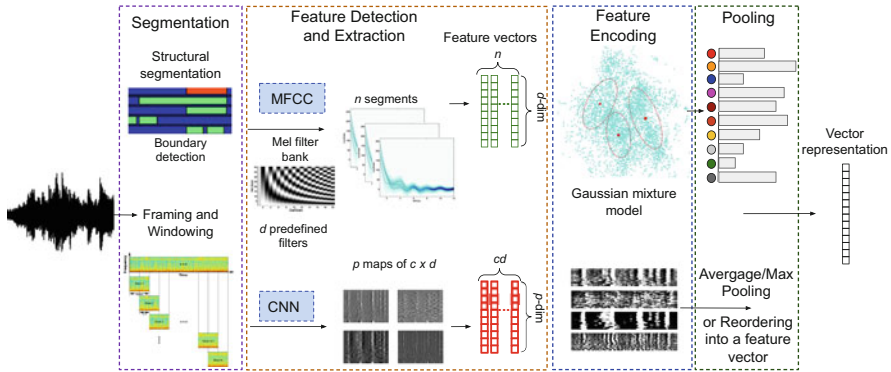 Segmentation
Structural
segmentation
Boundary
detection
Framing and
Windowing
Feature Detection
and Extraction
MFCC
Mel filter
bank
d predefined
filters
n segments
Feature vectors
n
d-dim
CNN
p maps of c x d
cd
p-dim
Feature
Encoding
Gaussian mixture
model
Pooling
Avergage/Max
Pooling
or Reordering
into a feature
vector
Vector
representation